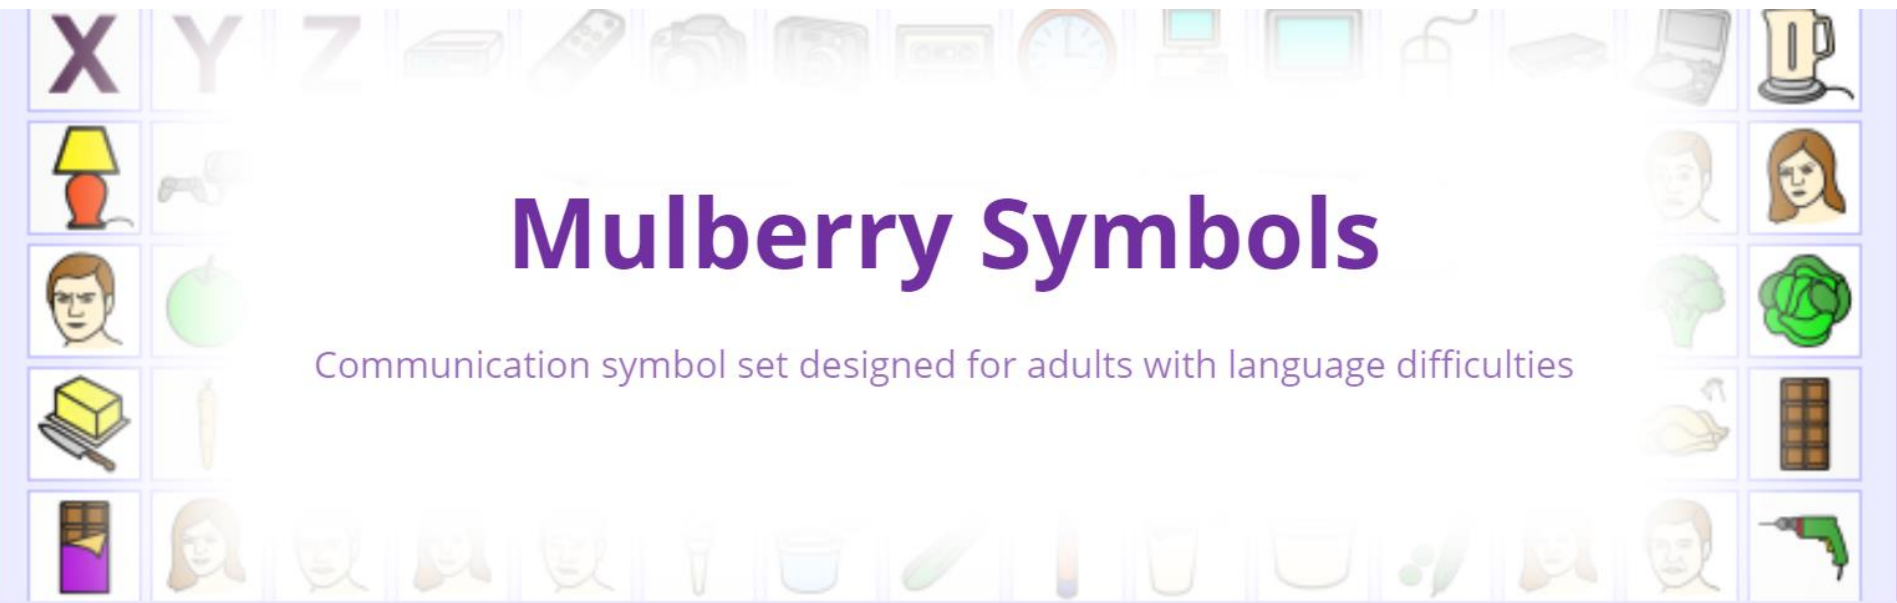 X Y Z
Mulberry Symbols
Communication symbol set designed for adults with language difficulties